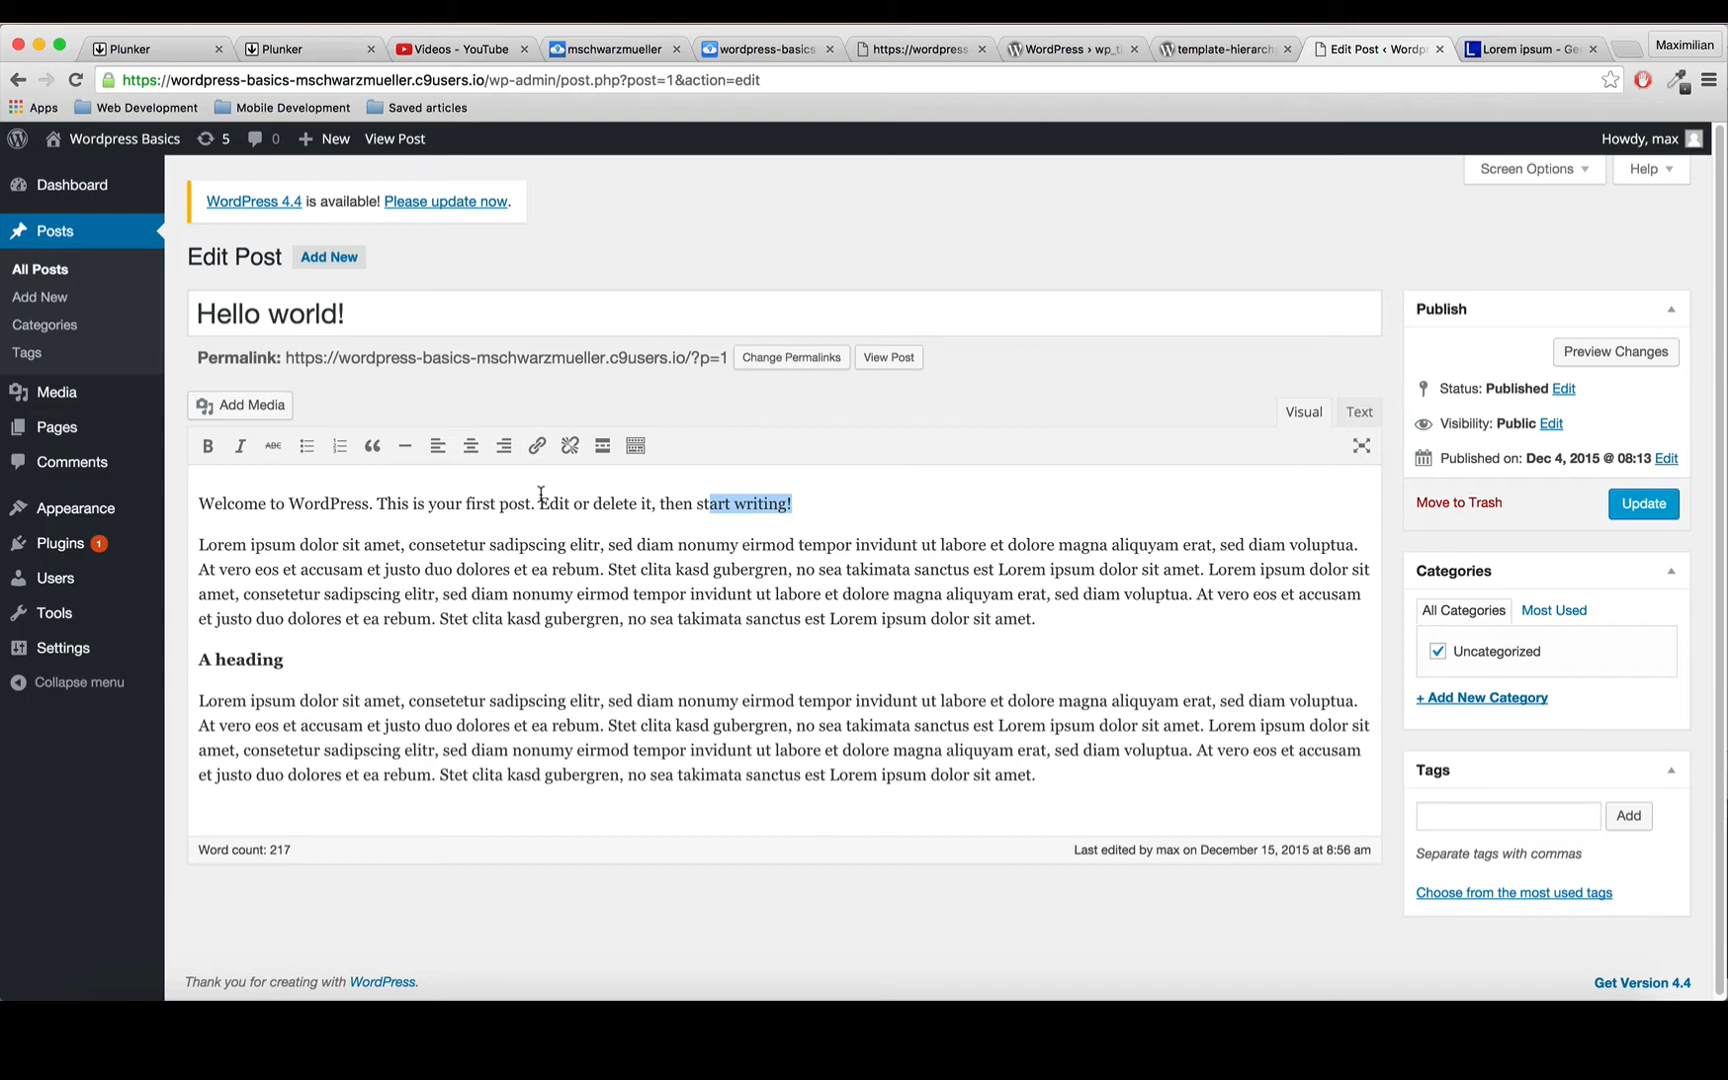 Plunker
Plunker
Videos - YouTube
mschwarzmueller
wordpress-basics
https://wordpress
WordPress › wp_ti
template-hierarch
Edit Post ‹ Wordp
Lorem ipsum - Ge
Maximilian
https://wordpress-basics-mschwarzmueller.c9users.io/wp-admin/post.php?post=1&action=edit
Apps
Web Development
Mobile Development
Saved articles
Wordpress Basics
5
0
New
View Post
Howdy, max
Screen Options
Help
Dashboard
Posts
All Posts
Add New
Categories
Tags
Media
Pages
Comments
Appearance
Plugins 1
Users
Tools
Settings
Collapse menu
WordPress 4.4 is available! Please update now.
Edit Post
Add New
Hello world!
Permalink: https://wordpress-basics-mschwarzmueller.c9users.io/?p=1
Change Permalinks
View Post
Add Media
Visual
Text
B
I
ABC
Welcome to WordPress. This is your first post. Edit or delete it, then start writing!
Lorem ipsum dolor sit amet, consetetur sadipscing elitr, sed diam nonumy eirmod tempor invidunt ut labore et dolore magna aliquyam erat, sed diam voluptua.
At vero eos et accusam et justo duo dolores et ea rebum. Stet clita kasd gubergren, no sea takimata sanctus est Lorem ipsum dolor sit amet. Lorem ipsum dolor sit
amet, consetetur sadipscing elitr, sed diam nonumy eirmod tempor invidunt ut labore et dolore magna aliquyam erat, sed diam voluptua. At vero eos et accusam
et justo duo dolores et ea rebum. Stet clita kasd gubergren, no sea takimata sanctus est Lorem ipsum dolor sit amet.
A heading
Lorem ipsum dolor sit amet, consetetur sadipscing elitr, sed diam nonumy eirmod tempor invidunt ut labore et dolore magna aliquyam erat, sed diam voluptua.
At vero eos et accusam et justo duo dolores et ea rebum. Stet clita kasd gubergren, no sea takimata sanctus est Lorem ipsum dolor sit amet. Lorem ipsum dolor sit
amet, consetetur sadipscing elitr, sed diam nonumy eirmod tempor invidunt ut labore et dolore magna aliquyam erat, sed diam voluptua. At vero eos et accusam
et justo duo dolores et ea rebum. Stet clita kasd gubergren, no sea takimata sanctus est Lorem ipsum dolor sit amet.
Word count: 217
Last edited by max on December 15, 2015 at 8:56 am
Publish
Preview Changes
Status: Published Edit
Visibility: Public Edit
Published on: Dec 4, 2015 @ 08:13 Edit
Move to Trash
Update
Categories
All Categories
Most Used
Uncategorized
+ Add New Category
Tags
Add
Separate tags with commas
Choose from the most used tags
Thank you for creating with WordPress.
Get Version 4.4